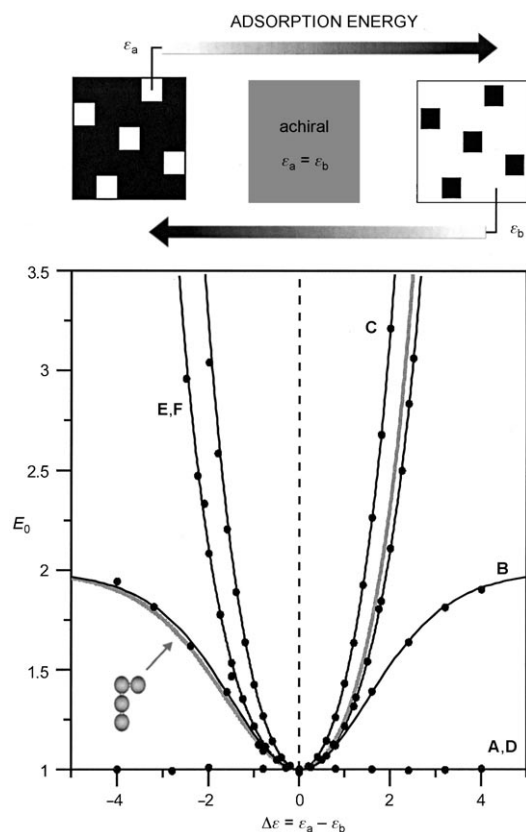 ADSORPTION ENERGY
εa
achiral
εa = εb
εb
3.5
3
2.5
2
1.5
1
E0
C
E,F
B
A,D
−4
−2
0
2
4
Δε = εa − εb